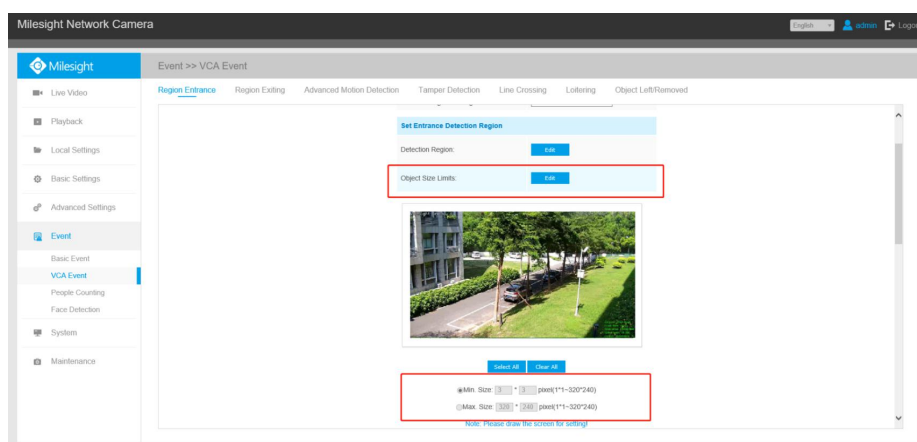 Milesight Network Camera
English admin Logou
Milesight
Event >> VCA Event
Live Video
Region Entrance Region Exiting Advanced Motion Detection Tamper Detection Line Crossing Loitering Object Left/Removed
Playback
Set Entrance Detection Region
Local Settings
Detection Region: Edit
Basic Settings
Object Size Limits: Edit
Advanced Settings
Event
Basic Event
VCA Event
People Counting
Face Detection
System
Maintenance
Select All Clear All
Min. Size: 3 * 3 pixel(1*1~320*240)
Max. Size: 320 * 240 pixel(1*1~320*240)
Note: Please draw the screen for setting!